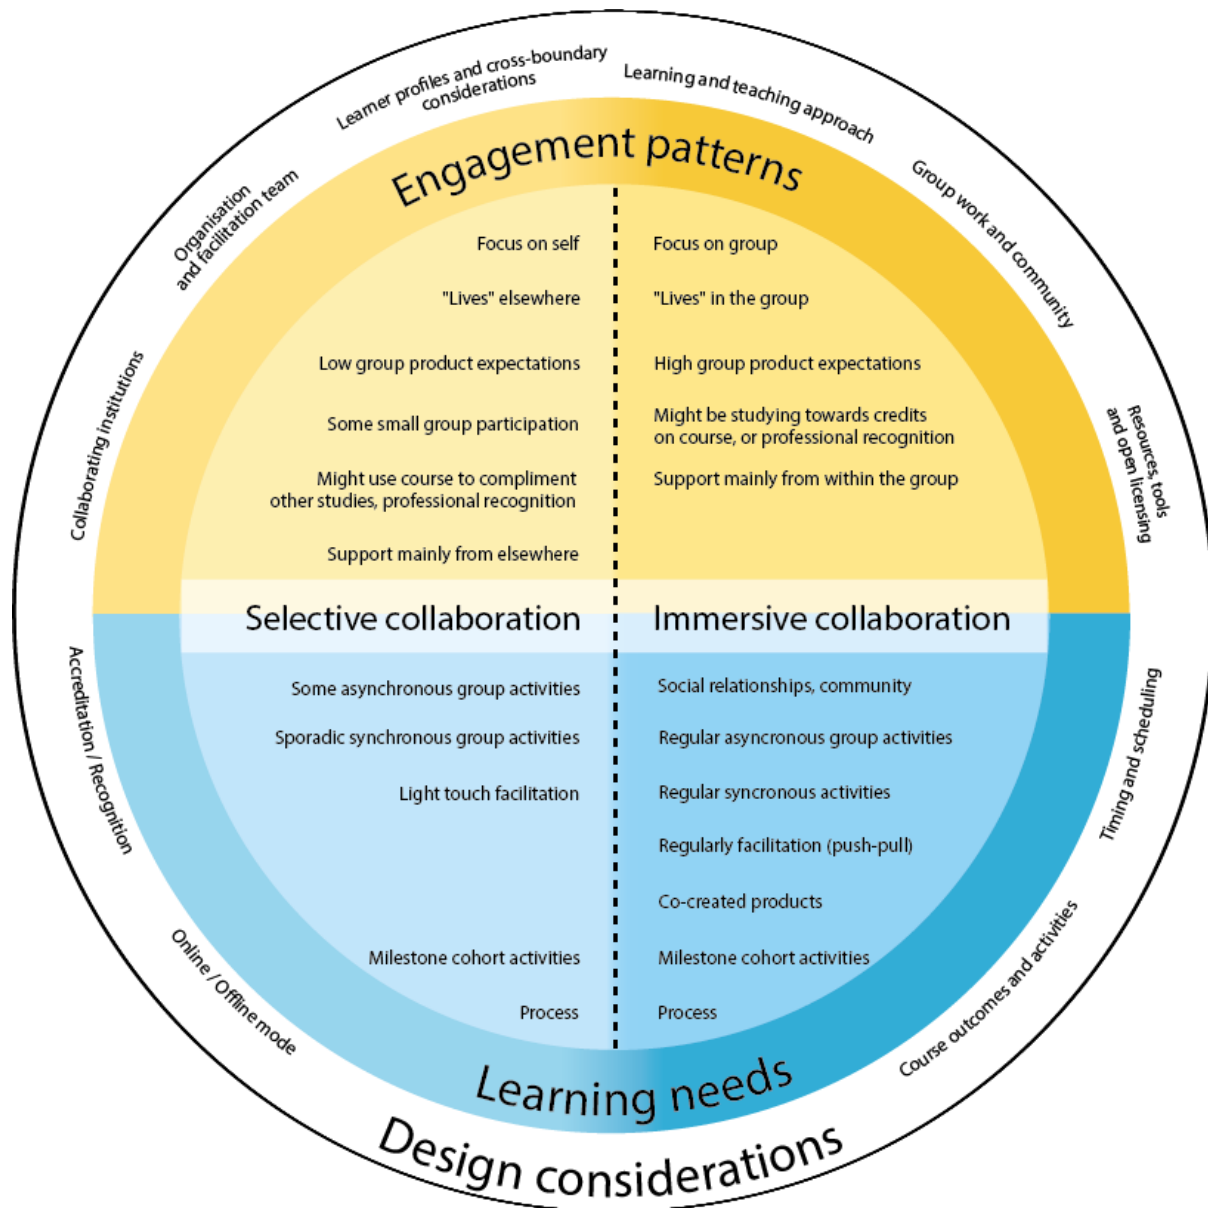 Learner profiles and cross-boundary
considerations
Learning and teaching approach
Organisation
and facilitation team
Group work and community
Collaborating institutions
Resources, tools
and open licensing
Engagement patterns
Focus on self
Focus on group
"Lives" elsewhere
"Lives" in the group
Low group product expectations
High group product expectations
Some small group participation
Might be studying towards credits
on course, or professional recognition
Might use course to compliment
other studies, professional recognition
Support mainly from within the group
Support mainly from elsewhere
Selective collaboration
Immersive collaboration
Some asynchronous group activities
Social relationships, community
Sporadic synchronous group activities
Regular asyncronous group activities
Light touch facilitation
Regular syncronous activities
Regularly facilitation (push-pull)
Co-created products
Milestone cohort activities
Milestone cohort activities
Process
Process
Accreditation / Recognition
Timing and scheduling
Online / Offline mode
Course outcomes and activities
Learning needs
Design considerations